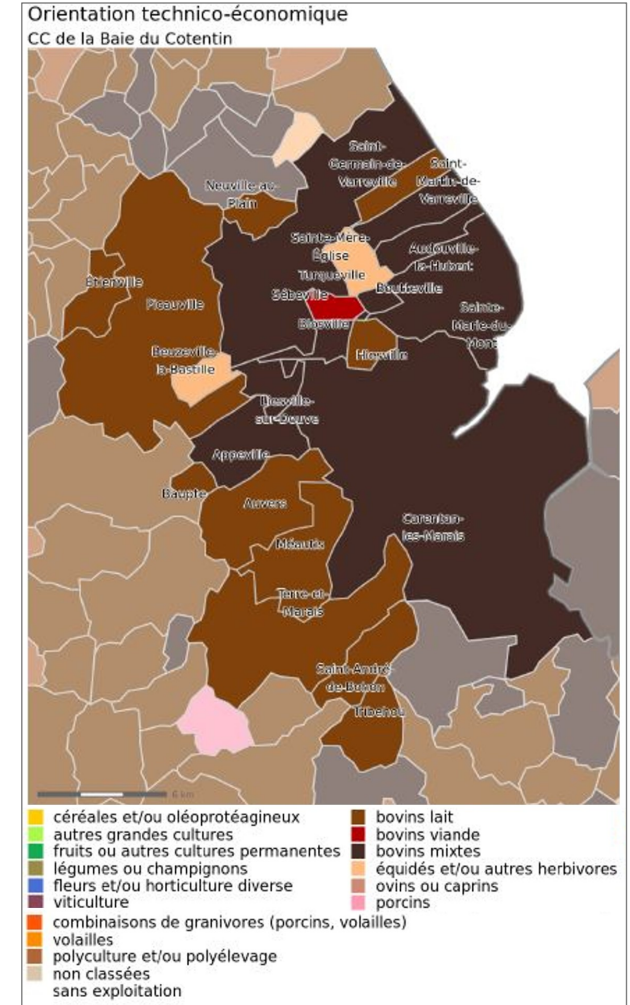 Orientation technico-économique
CC de la Baie du Cotentin
Saint-
Germain-de-
Varreville
Saint-
Martin-de-
Varreville
Neuville-au-
Plain
Sainte-Mère-
Église
Audouville-
la-Hubert
Turqueville
Étienville
Sébeville
Boutteville
Picauville
Sainte-
Marie-du-
Mont
Blosville
Beuzeville-
la-Bastille
Hiesville
Liesville-
sur-Douve
Appeville
Baupte
Auvers
Carentan-
les-Marais
Méautis
Terre-et-
Marais
Saint-André-
de-Bohon
Tribehou
6 km
céréales et/ou oléoprotéagineux
autres grandes cultures
fruits ou autres cultures permanentes
légumes ou champignons
fleurs et/ou horticulture diverse
viticulture
combinaisons de granivores (porcins, volailles)
volailles
polyculture et/ou polyélevage
non classées
sans exploitation
bovins lait
bovins viande
bovins mixtes
équidés et/ou autres herbivores
ovins ou caprins
porcins